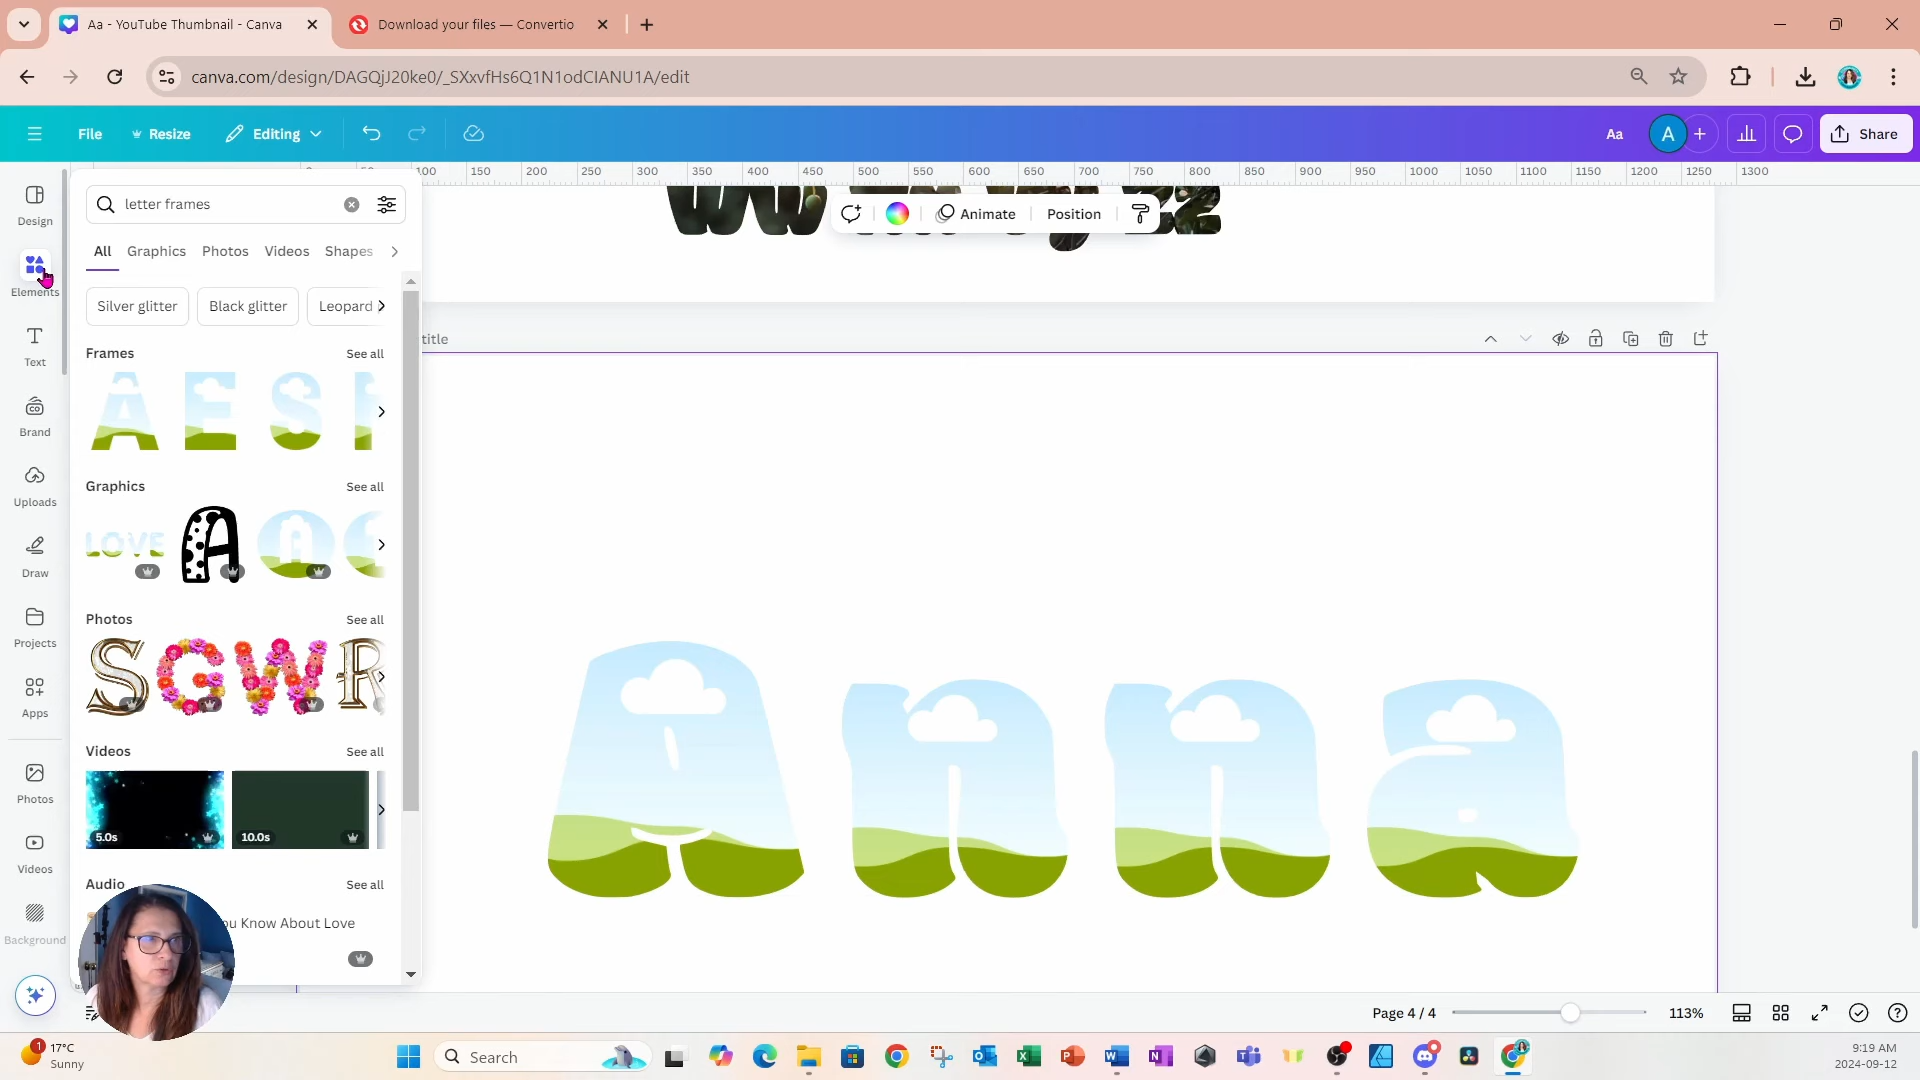 Aa - YouTube Thumbnail - Canva
Download your files — Convertio
canva.com/design/DAGQjJ20ke0/_SXxvfHs6Q1N1odCIANU1A/edit
File
Resize
Editing
Aa
A
Share
100 150 200 250 300 350 400 450 500 550 600 650 700 750 800 850 900 950 1000 1050 1100 1150 1200 1250 1300
letter frames
Animate
Position
Design
Elements
Text
Brand
Uploads
Draw
Projects
Apps
Photos
Videos
Background
All Graphics Photos Videos Shapes
Silver glitter
Black glitter
Leopard
title
Frames
See all
A E S
Graphics
See all
LOVE A A
Photos
See all
S G W R
Videos
See all
5.0s
10.0s
Audio
See all
ou Know About Love
Anna
Page 4 / 4
113%
1
17°C
Sunny
Search
9:19 AM
2024-09-12